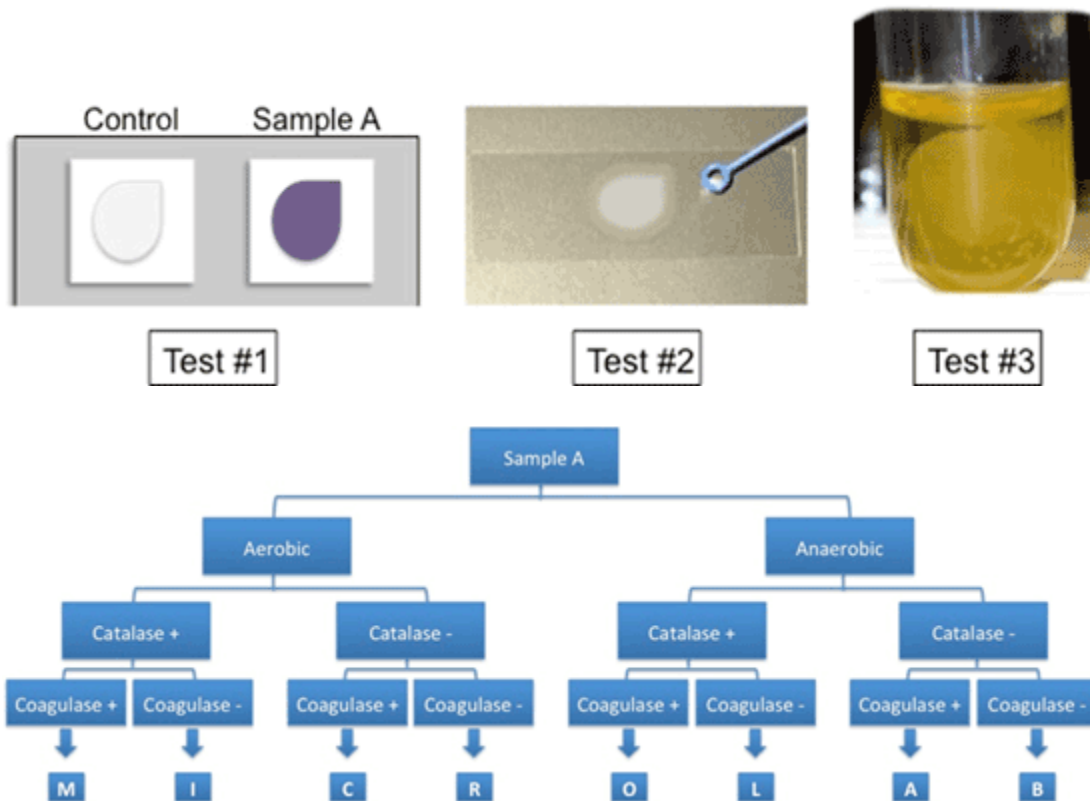 Control Sample A
Test #1 Test #2 Test #3
Sample A
Aerobic Anaerobic
Catalase + Catalase - Catalase + Catalase -
Coagulase + Coagulase - Coagulase + Coagulase - Coagulase + Coagulase - Coagulase + Coagulase -
M I C R O L A B